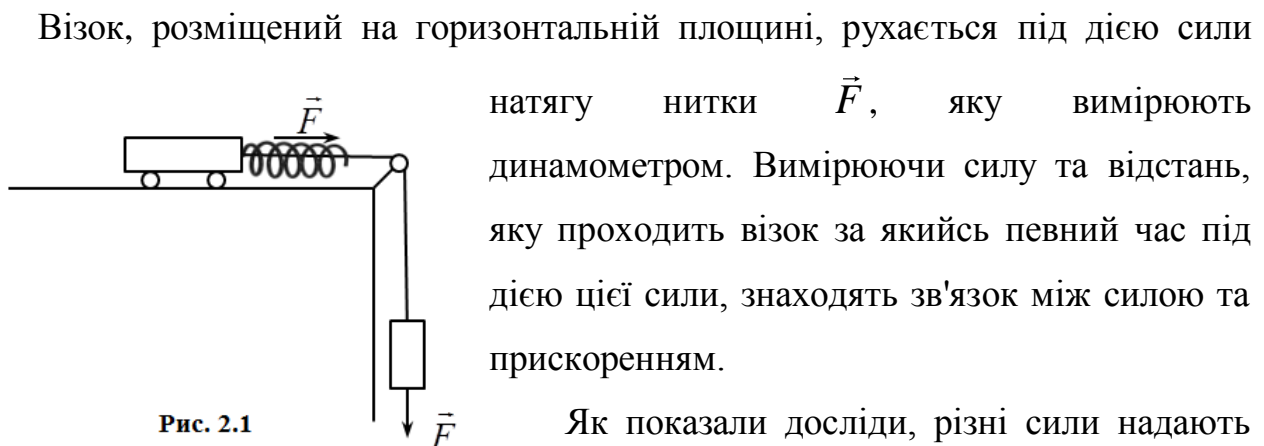 Візок, розміщений на горизонтальній площині, рухається під дією сили
натягу нитки F⃗, яку вимірюють
динамометром. Вимірюючи силу та відстань,
яку проходить візок за якийсь певний час під
дією цієї сили, знаходять зв'язок між силою та
прискоренням.
Як показали досліди, різні сили надають
F⃗
F⃗
Рис. 2.1